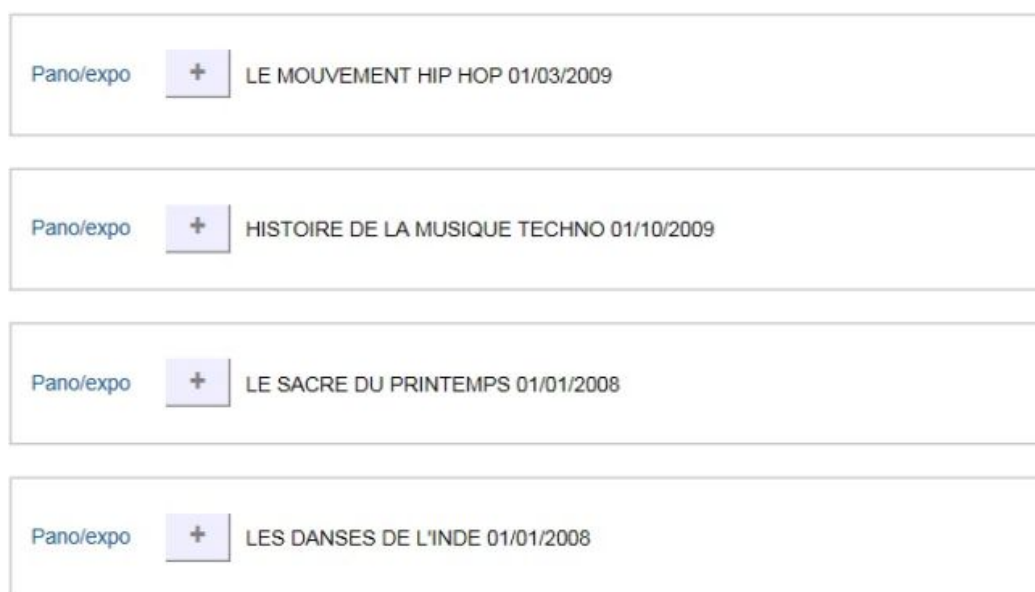 Pano/expo + LE MOUVEMENT HIP HOP 01/03/2009
Pano/expo + HISTOIRE DE LA MUSIQUE TECHNO 01/10/2009
Pano/expo + LE SACRE DU PRINTEMPS 01/01/2008
Pano/expo + LES DANSES DE L'INDE 01/01/2008